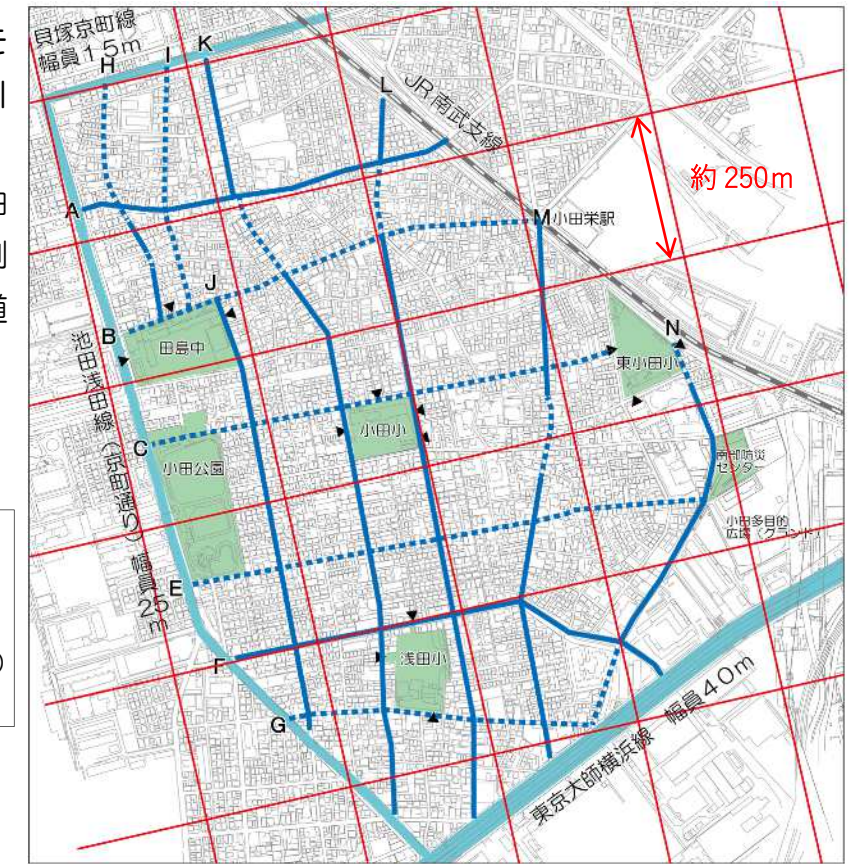 貝塚京町線
幅員15m
H
I
K
L
JR南武支線
約250m
A
M
小田栄駅
J
B
田島中
N
東小田小
池田浅田線(京町通り) 幅員25m
小田小
C
小田公園
南部防災
センター
小田多目的
広場(グランド)
E
F
浅田小
G
東京大師横浜線 幅員40m